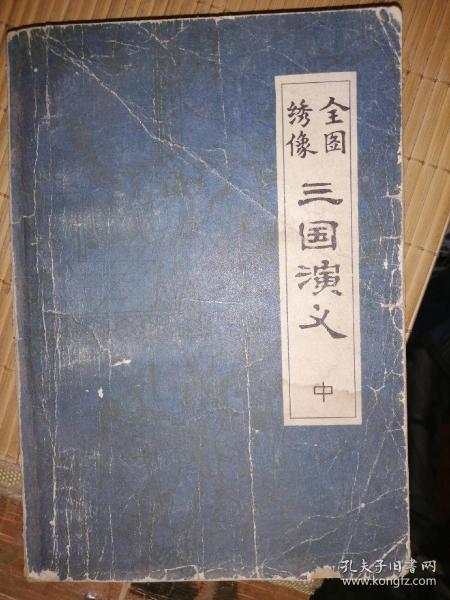 全图
绣像
三国演义
中
孔夫子旧书网
www.kongfz.com